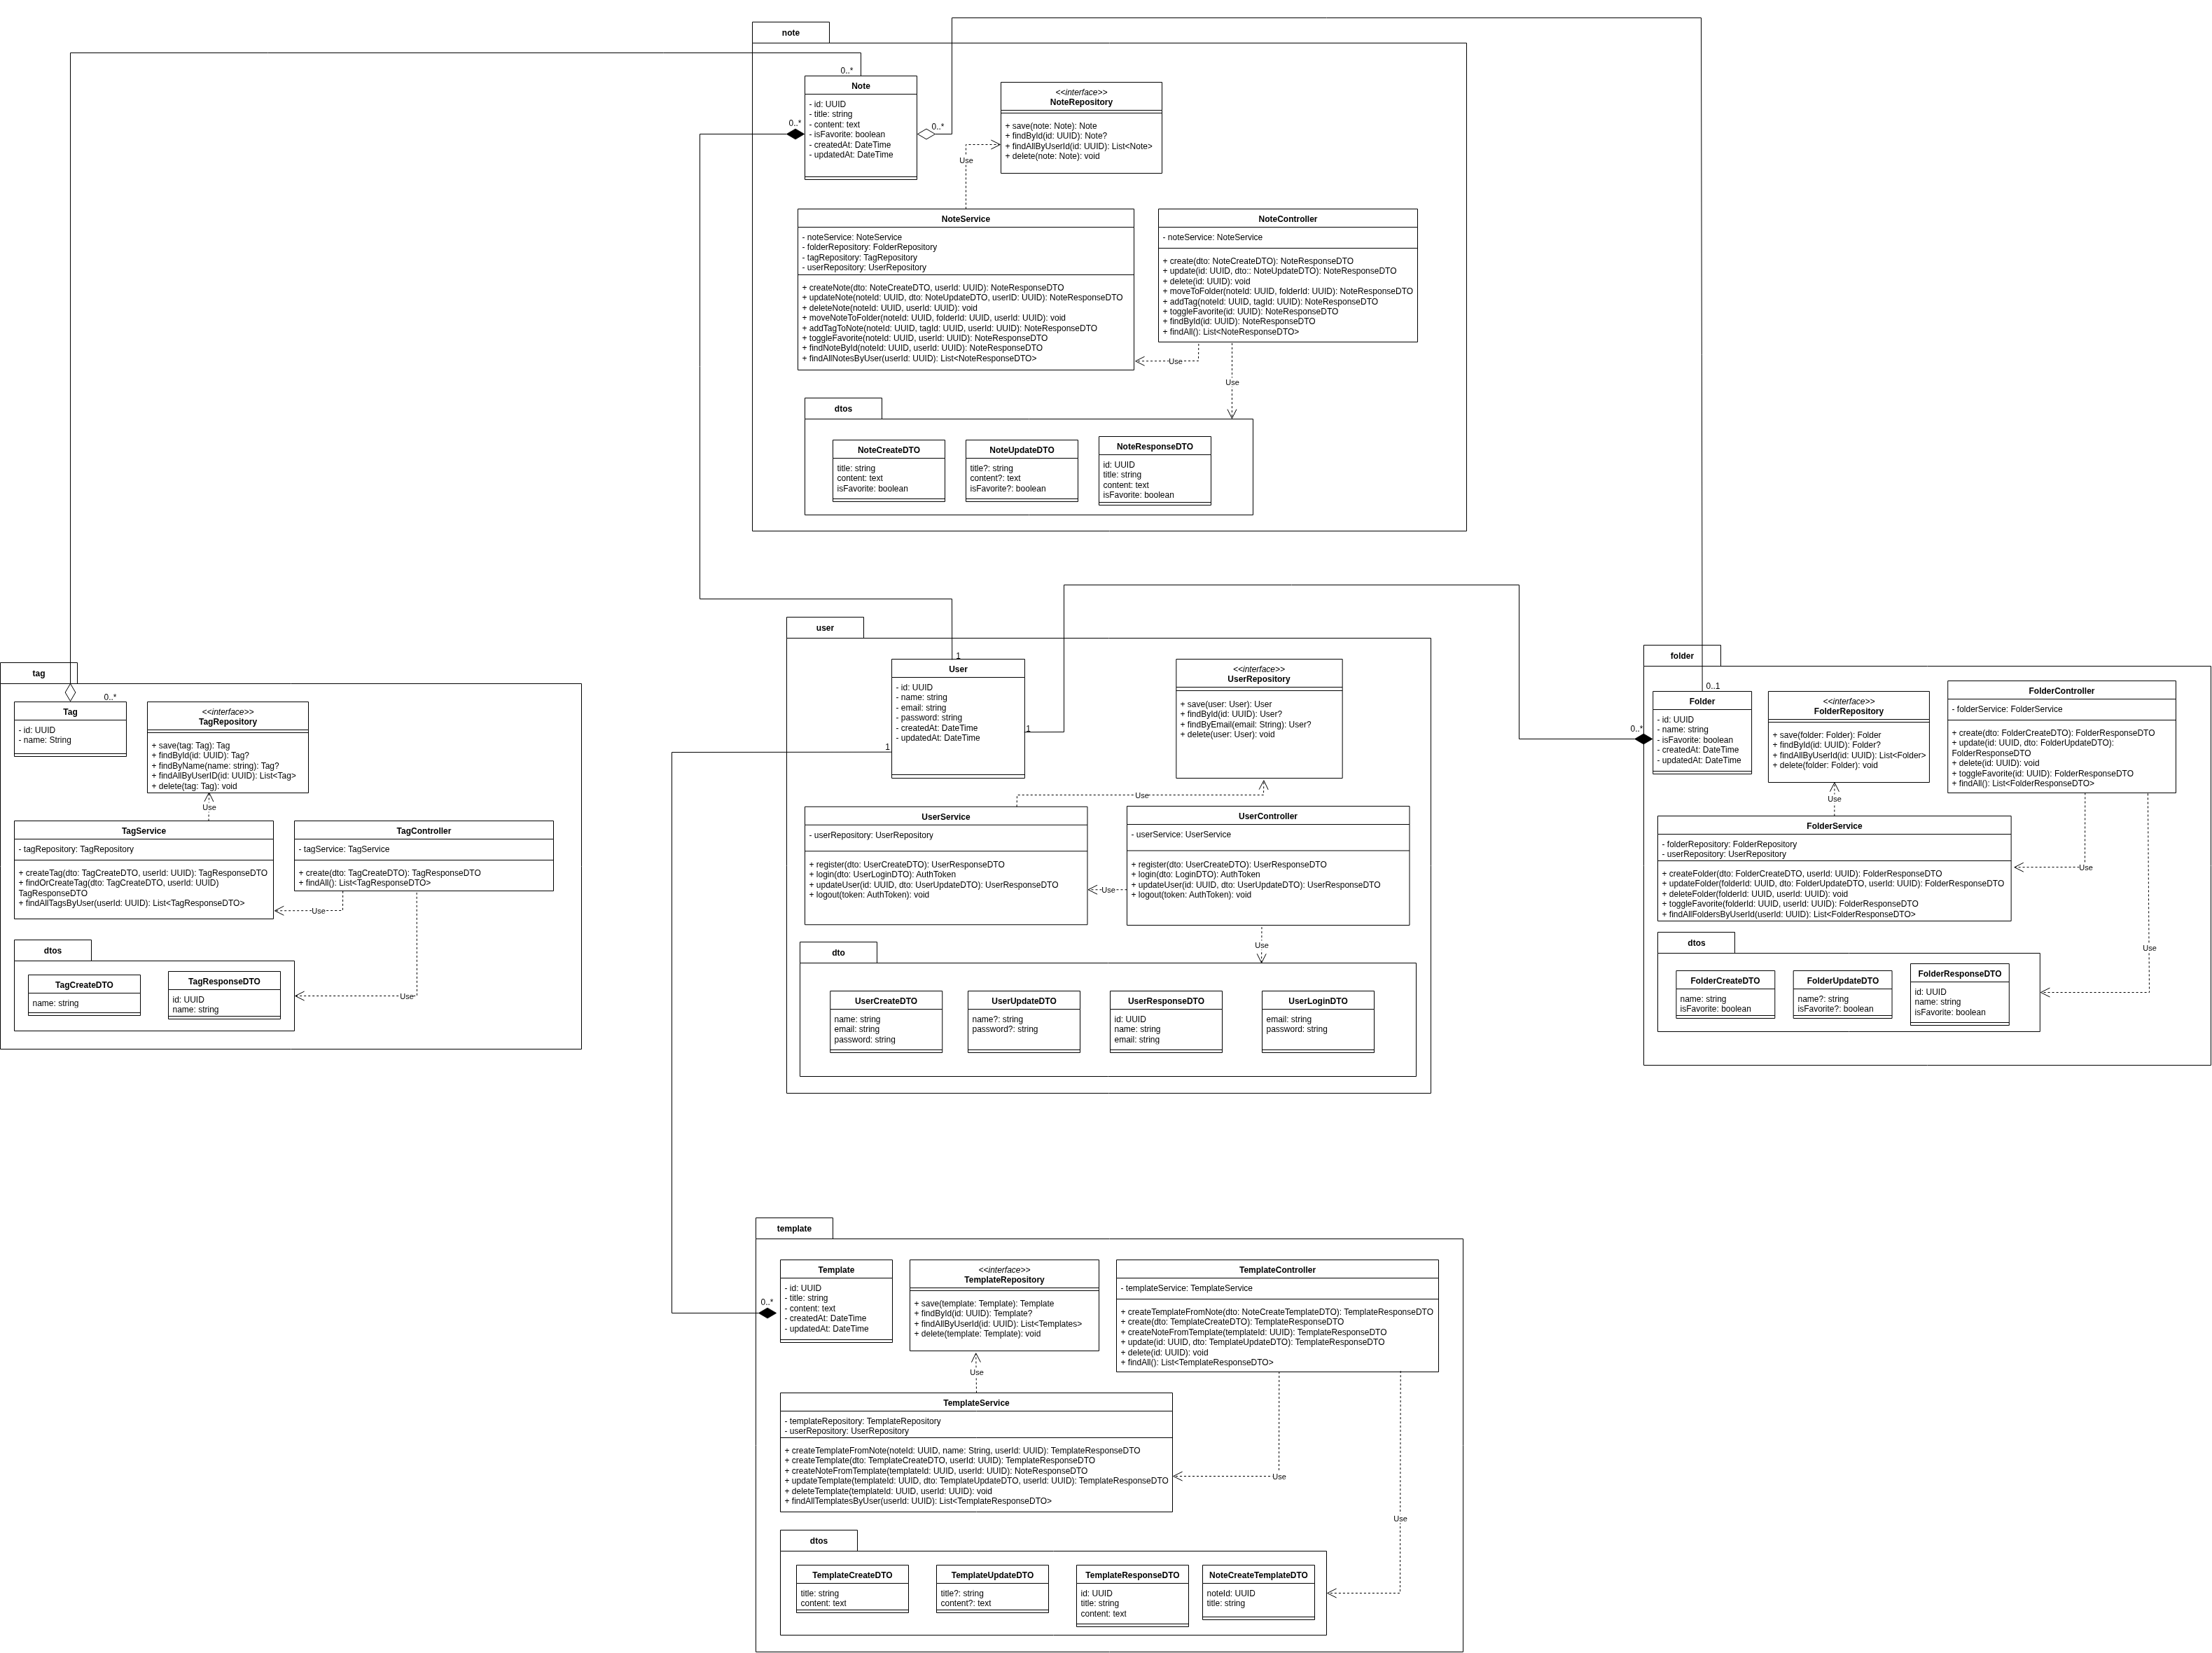 note
0..*
Note
- id: UUID
- title: string
- content: text
- isFavorite: boolean
- createdAt: DateTime
- updatedAt: DateTime
0..*
0..*
<<interface>>
NoteRepository
+ save(note: Note): Note
+ findById(id: UUID): Note?
+ findAllByUserId(id: UUID): List<Note>
+ delete(note: Note): void
Use
NoteService
- noteService: NoteService
- folderRepository: FolderRepository
- tagRepository: TagRepository
- userRepository: UserRepository
+ createNote(dto: NoteCreateDTO, userId: UUID): NoteResponseDTO
+ updateNote(noteId: UUID, dto: NoteUpdateDTO, userID: UUID): NoteResponseDTO
+ deleteNote(noteId: UUID, userId: UUID): void
+ moveNoteToFolder(noteId: UUID, folderId: UUID, userId: UUID): void
+ addTagToNote(noteId: UUID, tagId: UUID, userId: UUID): NoteResponseDTO
+ toggleFavorite(noteId: UUID, userId: UUID): NoteResponseDTO
+ findNoteById(noteId: UUID, userId: UUID): NoteResponseDTO
+ findAllNotesByUser(userId: UUID): List<NoteResponseDTO>
NoteController
- noteService: NoteService
+ create(dto: NoteCreateDTO): NoteResponseDTO
+ update(id: UUID, dto:: NoteUpdateDTO): NoteResponseDTO
+ delete(id: UUID): void
+ moveToFolder(noteId: UUID, folderId: UUID): NoteResponseDTO
+ addTag(noteId: UUID, tagId: UUID): NoteResponseDTO
+ toggleFavorite(id: UUID): NoteResponseDTO
+ findById(id: UUID): NoteResponseDTO
+ findAll(): List<NoteResponseDTO>
Use
Use
dtos
NoteCreateDTO
title: string
content: text
isFavorite: boolean
NoteUpdateDTO
title?: string
content?: text
isFavorite?: boolean
NoteResponseDTO
id: UUID
title: string
content: text
isFavorite: boolean
tag
0..*
Tag
- id: UUID
- name: String
<<interface>>
TagRepository
+ save(tag: Tag): Tag
+ findById(id: UUID): Tag?
+ findByName(name: string): Tag?
+ findAllByUserID(id: UUID): List<Tag>
+ delete(tag: Tag): void
Use
TagService
- tagRepository: TagRepository
+ createTag(dto: TagCreateDTO, userId: UUID): TagResponseDTO
+ findOrCreateTag(dto: TagCreateDTO, userId: UUID)
TagResponseDTO
+ findAllTagsByUser(userId: UUID): List<TagResponseDTO>
TagController
- tagService: TagService
+ create(dto: TagCreateDTO): TagResponseDTO
+ findAll(): List<TagResponseDTO>
Use
Use
dtos
TagCreateDTO
name: string
TagResponseDTO
id: UUID
name: string
user
1
User
- id: UUID
- name: string
- email: string
- password: string
- createdAt: DateTime
- updatedAt: DateTime
1
1
<<interface>>
UserRepository
+ save(user: User): User
+ findById(id: UUID): User?
+ findByEmail(email: String): User?
+ delete(user: User): void
Use
UserService
- userRepository: UserRepository
+ register(dto: UserCreateDTO): UserResponseDTO
+ login(dto: UserLoginDTO): AuthToken
+ updateUser(id: UUID, dto: UserUpdateDTO): UserResponseDTO
+ logout(token: AuthToken): void
UserController
- userService: UserService
+ register(dto: UserCreateDTO): UserResponseDTO
+ login(dto: LoginDTO): AuthToken
+ updateUser(id: UUID, dto: UserUpdateDTO): UserResponseDTO
+ logout(token: AuthToken): void
Use
Use
dto
UserCreateDTO
name: string
email: string
password: string
UserUpdateDTO
name?: string
password?: string
UserResponseDTO
id: UUID
name: string
email: string
UserLoginDTO
email: string
password: string
folder
0..1
0..*
Folder
- id: UUID
- name: string
- isFavorite: boolean
- createdAt: DateTime
- updatedAt: DateTime
<<interface>>
FolderRepository
+ save(folder: Folder): Folder
+ findById(id: UUID): Folder?
+ findAllByUserId(id: UUID): List<Folder>
+ delete(folder: Folder): void
FolderController
- folderService: FolderService
+ create(dto: FolderCreateDTO): FolderResponseDTO
+ update(id: UUID, dto: FolderUpdateDTO):
FolderResponseDTO
+ delete(id: UUID): void
+ toggleFavorite(id: UUID): FolderResponseDTO
+ findAll(): List<FolderResponseDTO>
Use
FolderService
- folderRepository: FolderRepository
- userRepository: UserRepository
+ createFolder(dto: FolderCreateDTO, userId: UUID): FolderResponseDTO
+ updateFolder(folderId: UUID, dto: FolderUpdateDTO, userId: UUID): FolderResponseDTO
+ deleteFolder(folderId: UUID, userId: UUID): void
+ toggleFavorite(folderId: UUID, userId: UUID): FolderResponseDTO
+ findAllFoldersByUserId(userId: UUID): List<FolderResponseDTO>
Use
Use
dtos
FolderCreateDTO
name: string
isFavorite: boolean
FolderUpdateDTO
name?: string
isFavorite?: boolean
FolderResponseDTO
id: UUID
name: string
isFavorite: boolean
template
0..*
Template
- id: UUID
- title: string
- content: text
- createdAt: DateTime
- updatedAt: DateTime
<<interface>>
TemplateRepository
+ save(template: Template): Template
+ findById(id: UUID): Template?
+ findAllByUserId(id: UUID): List<Templates>
+ delete(template: Template): void
TemplateController
- templateService: TemplateService
+ createTemplateFromNote(dto: NoteCreateTemplateDTO): TemplateResponseDTO
+ create(dto: TemplateCreateDTO): TemplateResponseDTO
+ createNoteFromTemplate(templateId: UUID): TemplateResponseDTO
+ update(id: UUID, dto: TemplateUpdateDTO): TemplateResponseDTO
+ delete(id: UUID): void
+ findAll(): List<TemplateResponseDTO>
Use
TemplateService
- templateRepository: TemplateRepository
- userRepository: UserRepository
+ createTemplateFromNote(noteId: UUID, name: String, userId: UUID): TemplateResponseDTO
+ createTemplate(dto: TemplateCreateDTO, userId: UUID): TemplateResponseDTO
+ createNoteFromTemplate(templateId: UUID, userId: UUID): NoteResponseDTO
+ updateTemplate(templateId: UUID, dto: TemplateUpdateDTO, userId: UUID): TemplateResponseDTO
+ deleteTemplate(templateId: UUID, userId: UUID): void
+ findAllTemplatesByUser(userId: UUID): List<TemplateResponseDTO>
Use
Use
dtos
TemplateCreateDTO
title: string
content: text
TemplateUpdateDTO
title?: string
content?: text
TemplateResponseDTO
id: UUID
title: string
content: text
NoteCreateTemplateDTO
noteId: UUID
title: string